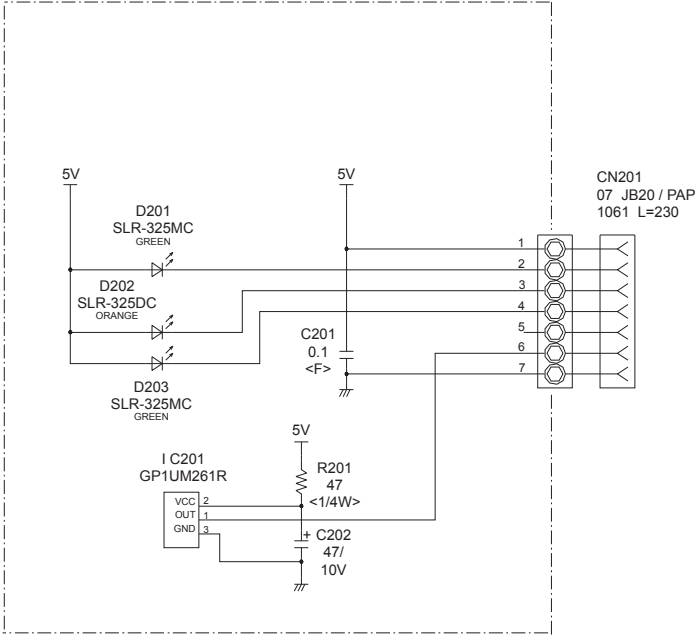 5V
5V
D201
SLR-325MC
GREEN
D202
SLR-325DC
ORANGE
D203
SLR-325MC
GREEN
C201
0.1
<F>
CN201
07 JB20 / PAP
1061 L=230
1
2
3
4
5
6
7
5V
R201
47
<1/4W>
I C201
GP1UM261R
VCC 2
OUT 1
GND 3
+ C202
47/
10V